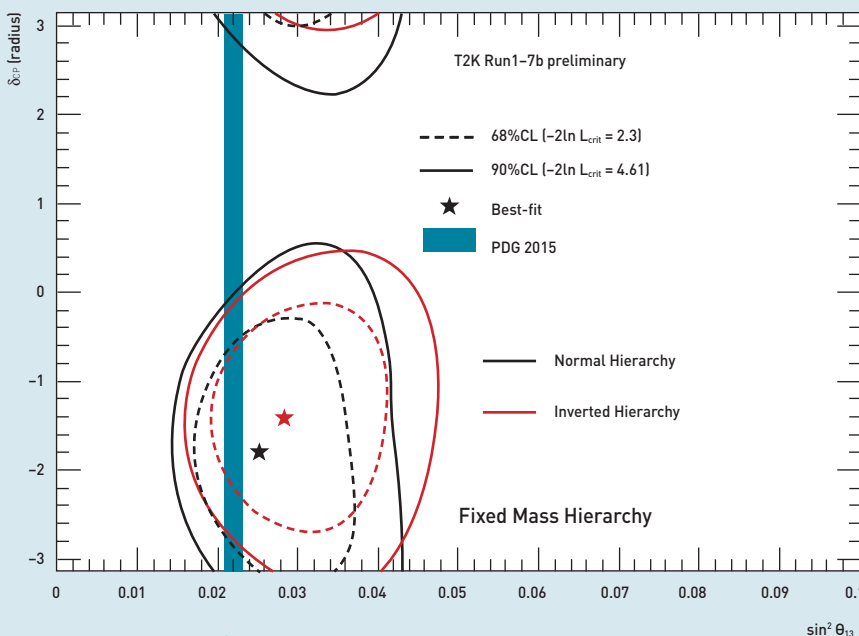 δCP (radius)
3
2
1
0
−1
−2
−3
T2K Run1–7b preliminary
68%CL (−2ln Lcrit = 2.3)
90%CL (−2ln Lcrit = 4.61)
Best-fit
PDG 2015
Normal Hierarchy
Inverted Hierarchy
Fixed Mass Hierarchy
0 0.01 0.02 0.03 0.04 0.05 0.06 0.07 0.08 0.09
sin² θ13